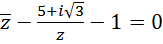 z̅ − (5+i√3)/z − 1 = 0